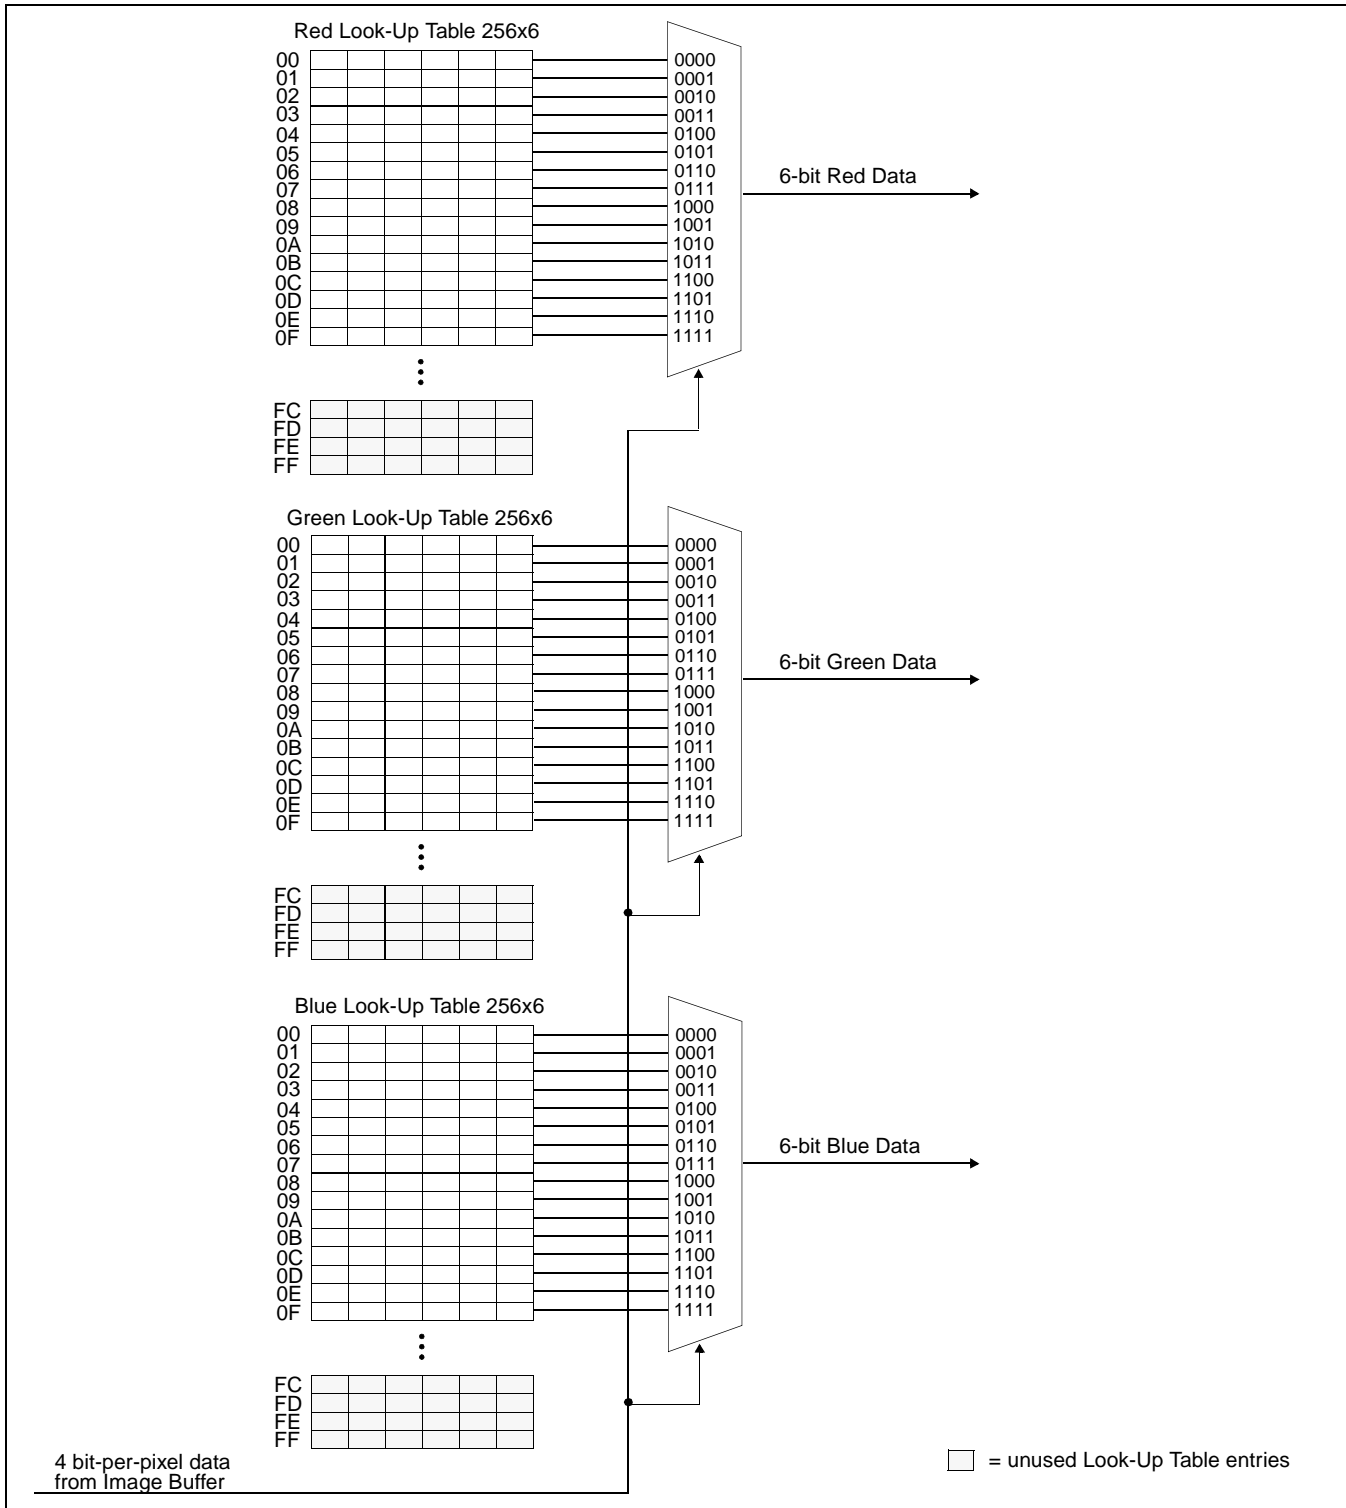 Red Look-Up Table 256x6
00 0000
01 0001
02 0010
03 0011
04 0100
05 0101
06 0110
07 0111
08 1000
09 1001
0A 1010
0B 1011
0C 1100
0D 1101
0E 1110
0F 1111
6-bit Red Data
FC
FD
FE
FF
Green Look-Up Table 256x6
00 0000
01 0001
02 0010
03 0011
04 0100
05 0101
06 0110
07 0111
08 1000
09 1001
0A 1010
0B 1011
0C 1100
0D 1101
0E 1110
0F 1111
6-bit Green Data
FC
FD
FE
FF
Blue Look-Up Table 256x6
00 0000
01 0001
02 0010
03 0011
04 0100
05 0101
06 0110
07 0111
08 1000
09 1001
0A 1010
0B 1011
0C 1100
0D 1101
0E 1110
0F 1111
6-bit Blue Data
FC
FD
FE
FF
4 bit-per-pixel data
from Image Buffer
= unused Look-Up Table entries